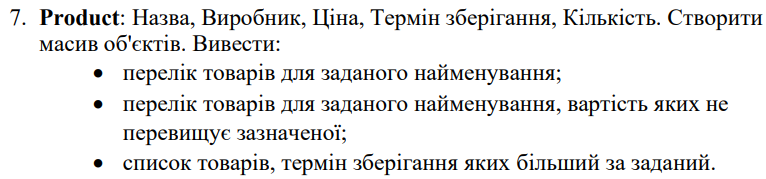 7. Product: Назва, Виробник, Ціна, Термін зберігання, Кількість. Створити
масив об'єктів. Вивести:
• перелік товарів для заданого найменування;
• перелік товарів для заданого найменування, вартість яких не
перевищує зазначеної;
• список товарів, термін зберігання яких більший за заданий.